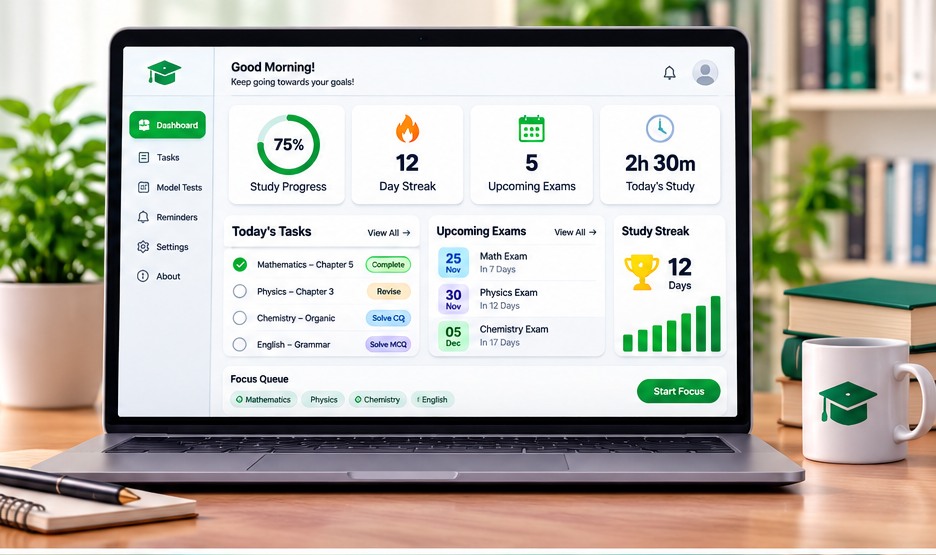 Good Morning!
Keep going towards your goals!
Dashboard
Tasks
Model Tests
Reminders
Settings
About
75%
Study Progress
12
Day Streak
5
Upcoming Exams
2h 30m
Today's Study
Today's Tasks
View All →
Mathematics – Chapter 5
Complete
Physics – Chapter 3
Revise
Chemistry – Organic
Solve CQ
English – Grammar
Solve MCQ
Upcoming Exams
View All →
25
Nov
Math Exam
In 7 Days
30
Nov
Physics Exam
In 12 Days
05
Dec
Chemistry Exam
In 17 Days
Study Streak
12
Days
Focus Queue
Mathematics
Physics
Chemistry
English
Start Focus